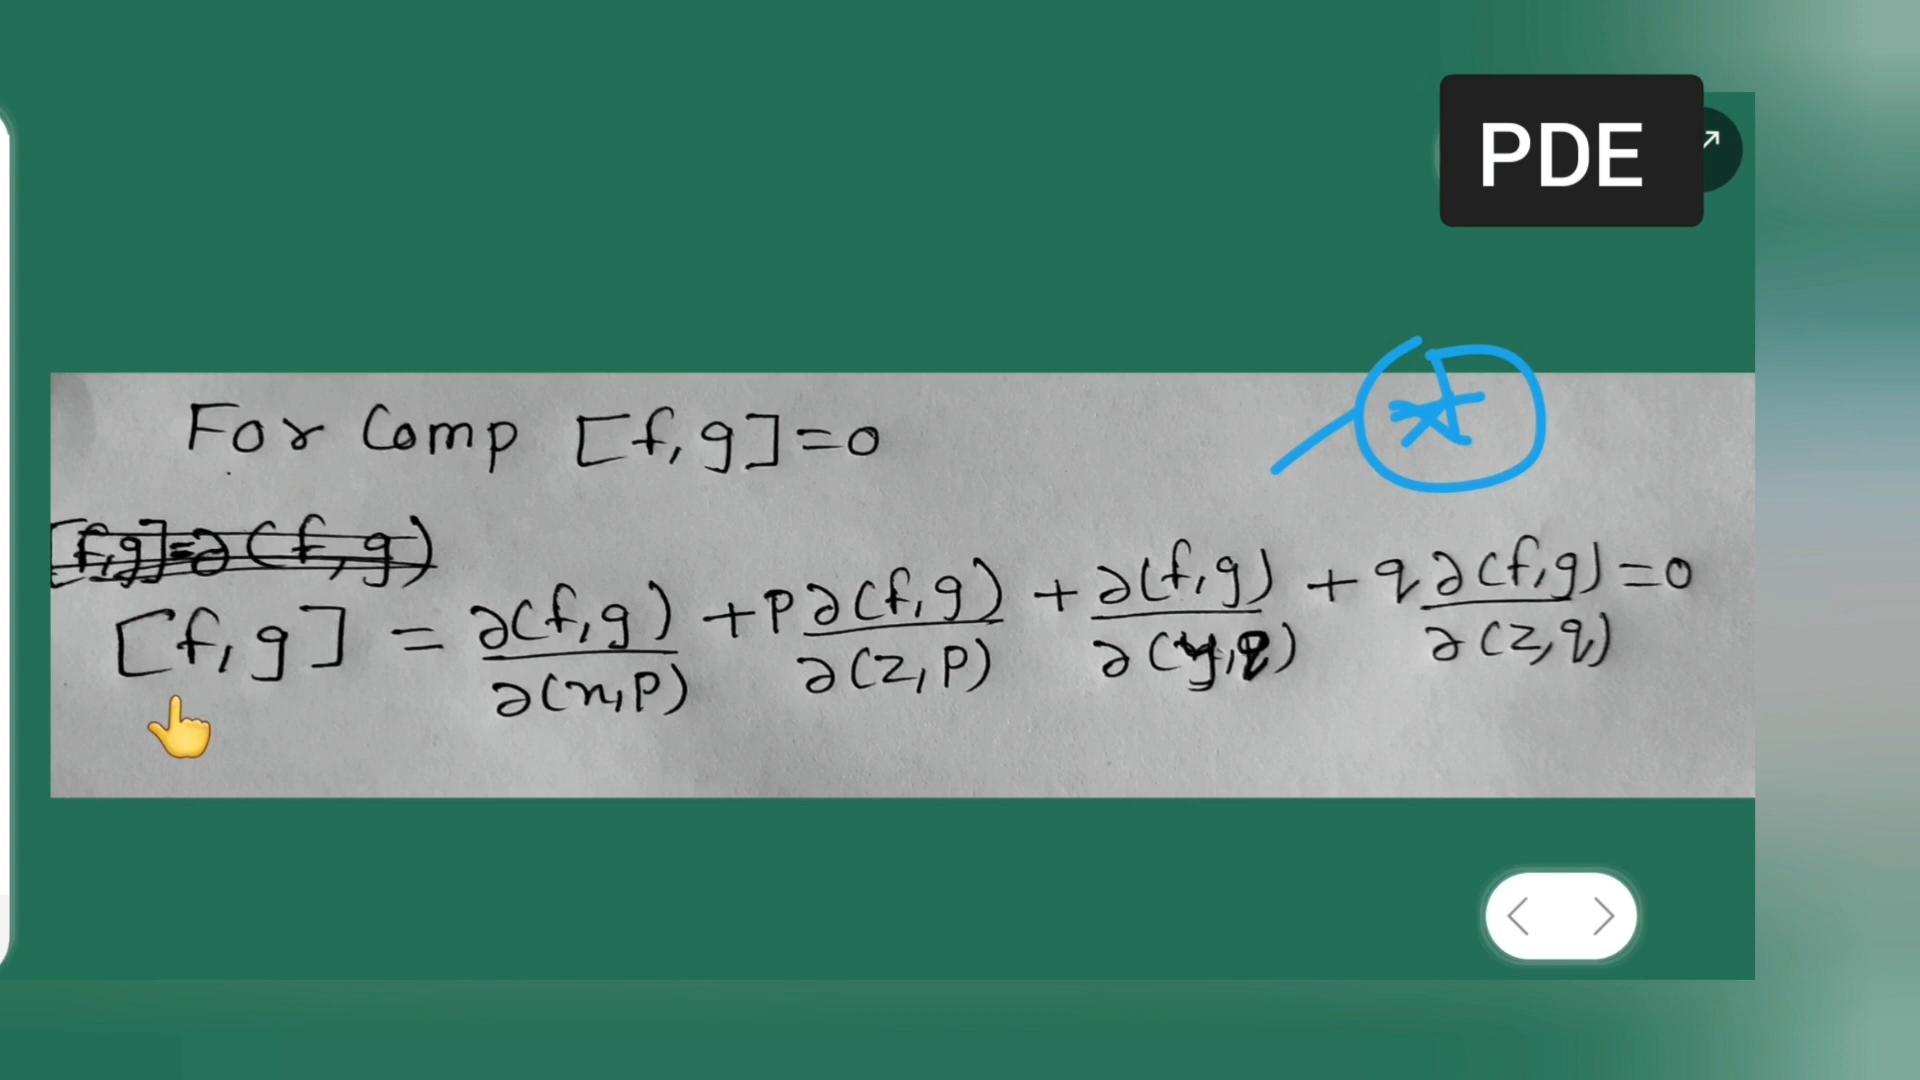 PDE
For Comp [f,g]=0
[f,g]=∂(f,g)
[f,g] = ∂(f,g)/∂(x,p) + p ∂(f,g)/∂(z,p) + ∂(f,g)/∂(y,q) + q ∂(f,g)/∂(z,q) = 0